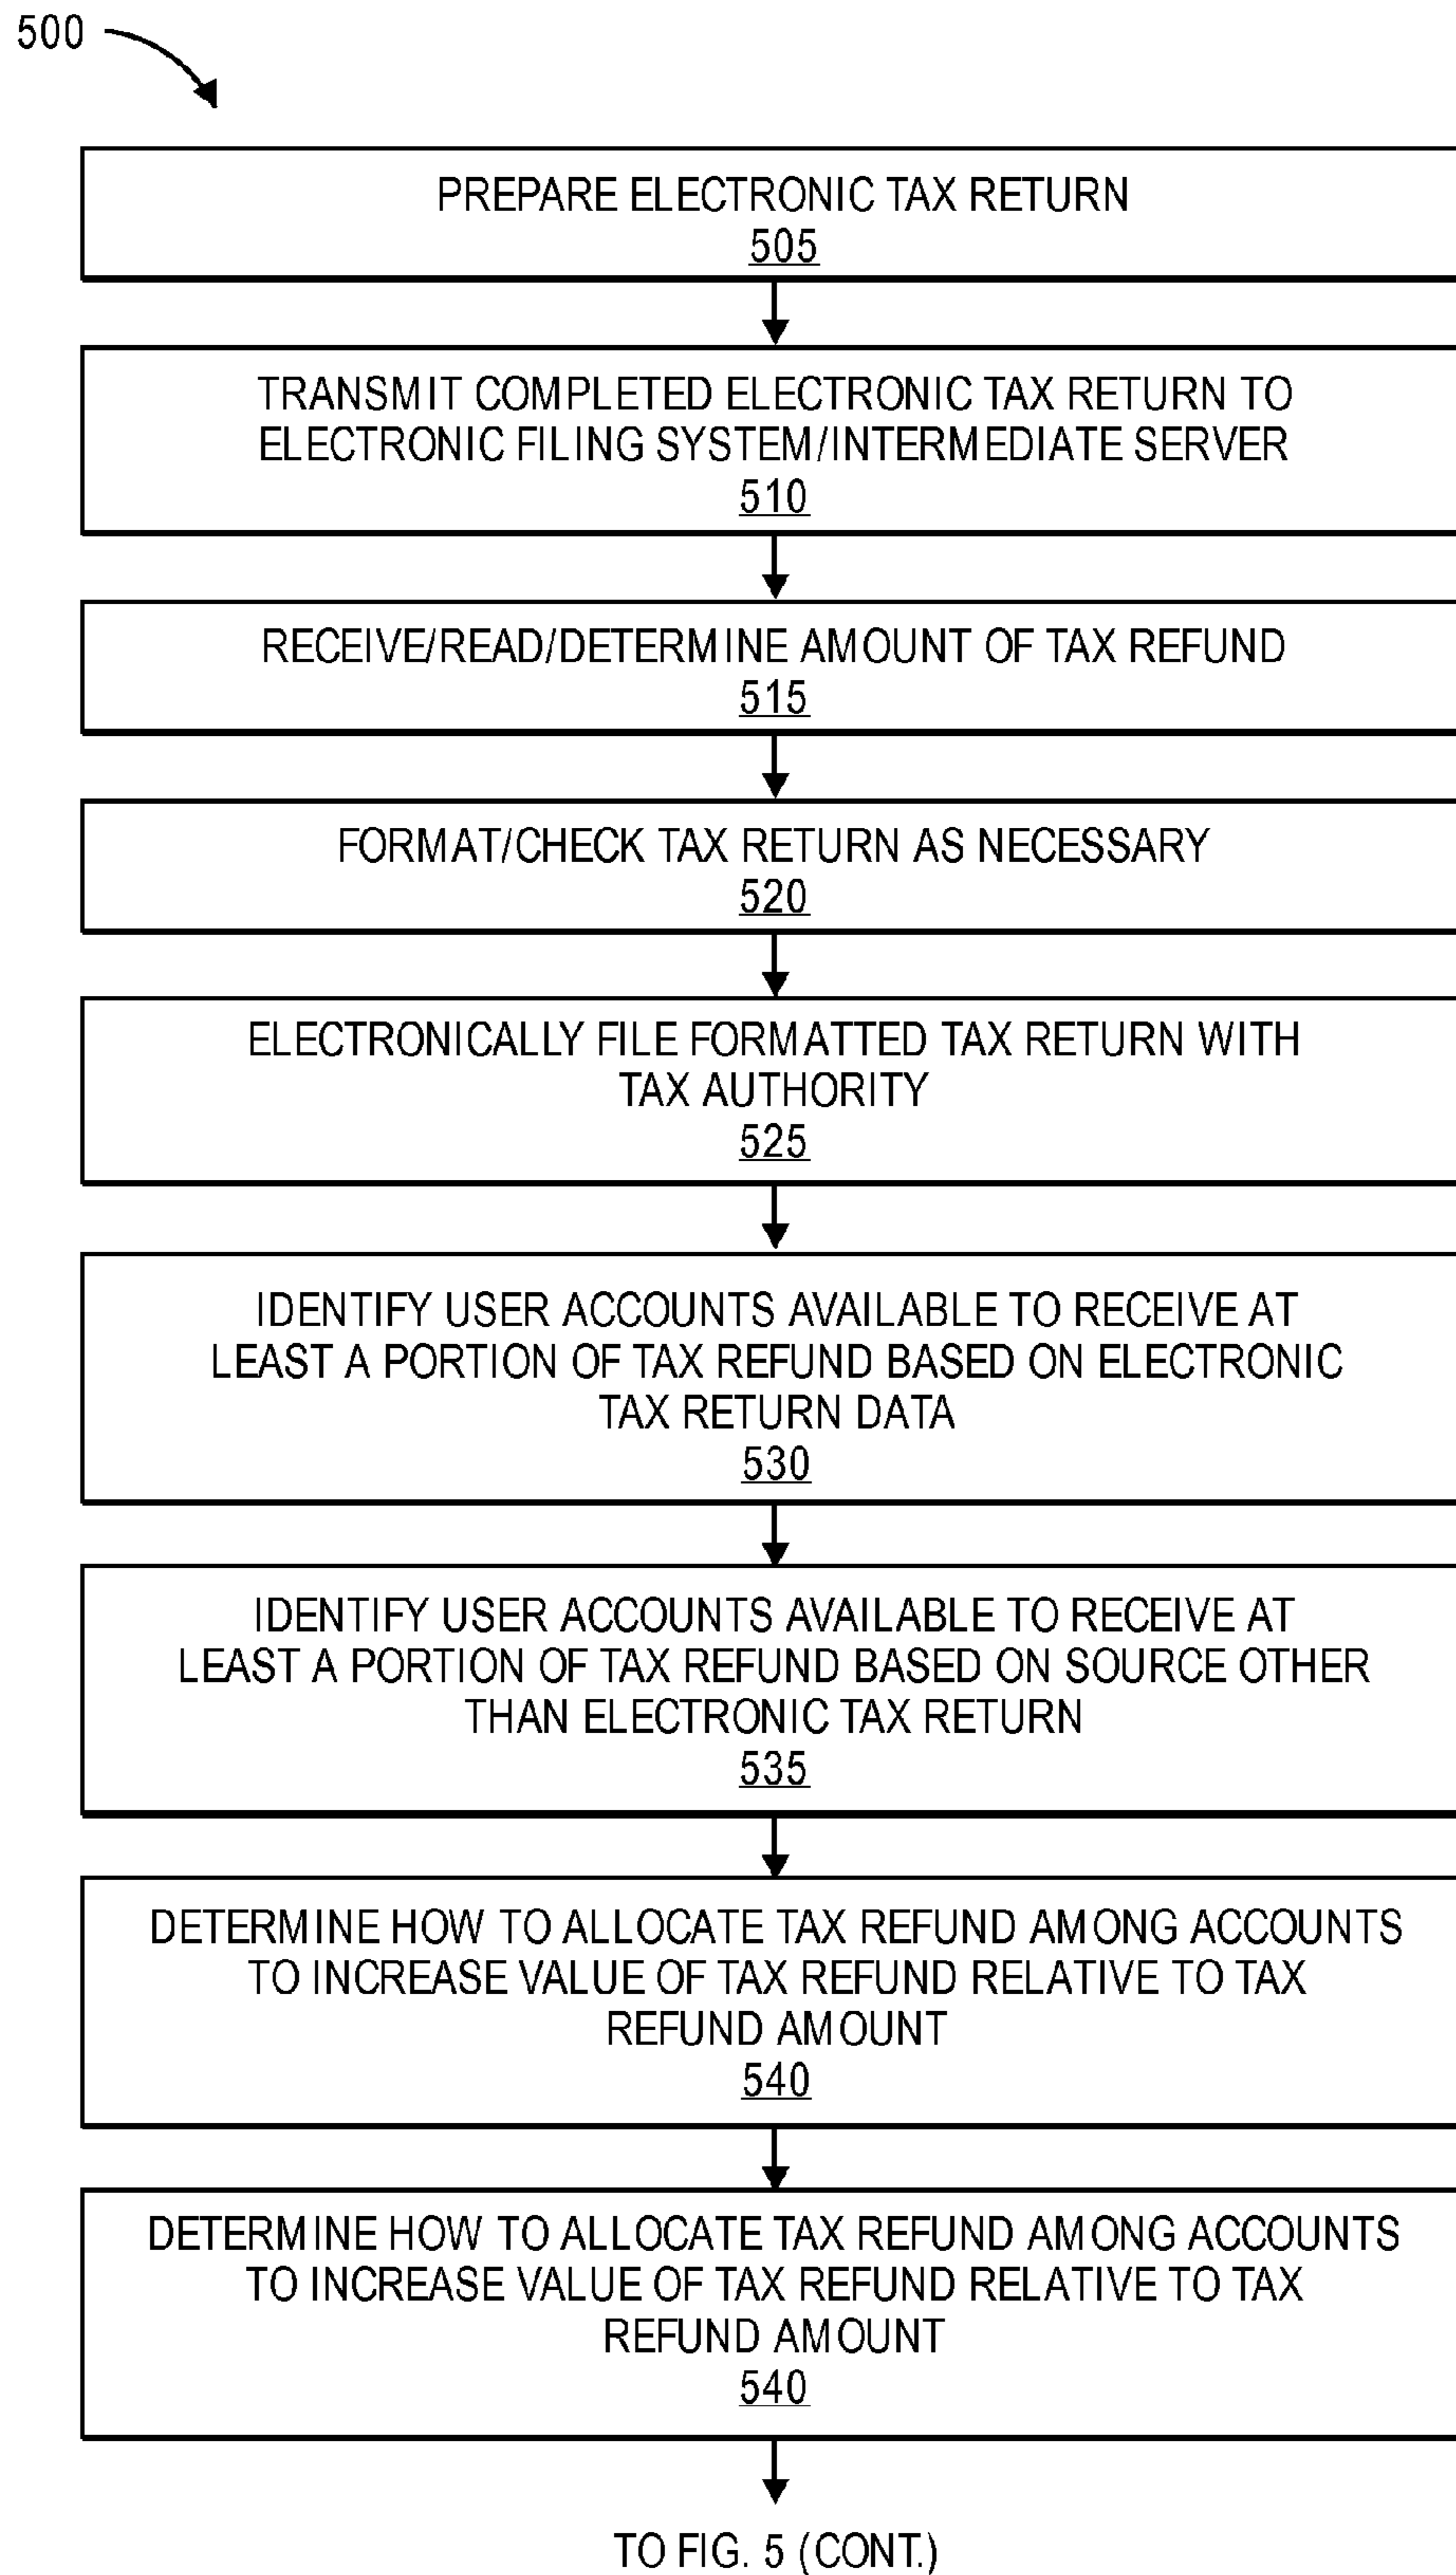 500
PREPARE ELECTRONIC TAX RETURN
505
TRANSMIT COMPLETED ELECTRONIC TAX RETURN TO
ELECTRONIC FILING SYSTEM/INTERMEDIATE SERVER
510
RECEIVE/READ/DETERMINE AMOUNT OF TAX REFUND
515
FORMAT/CHECK TAX RETURN AS NECESSARY
520
ELECTRONICALLY FILE FORMATTED TAX RETURN WITH
TAX AUTHORITY
525
IDENTIFY USER ACCOUNTS AVAILABLE TO RECEIVE AT
LEAST A PORTION OF TAX REFUND BASED ON ELECTRONIC
TAX RETURN DATA
530
IDENTIFY USER ACCOUNTS AVAILABLE TO RECEIVE AT
LEAST A PORTION OF TAX REFUND BASED ON SOURCE OTHER
THAN ELECTRONIC TAX RETURN
535
DETERMINE HOW TO ALLOCATE TAX REFUND AMONG ACCOUNTS
TO INCREASE VALUE OF TAX REFUND RELATIVE TO TAX
REFUND AMOUNT
540
DETERMINE HOW TO ALLOCATE TAX REFUND AMONG ACCOUNTS
TO INCREASE VALUE OF TAX REFUND RELATIVE TO TAX
REFUND AMOUNT
540
TO FIG. 5 (CONT.)